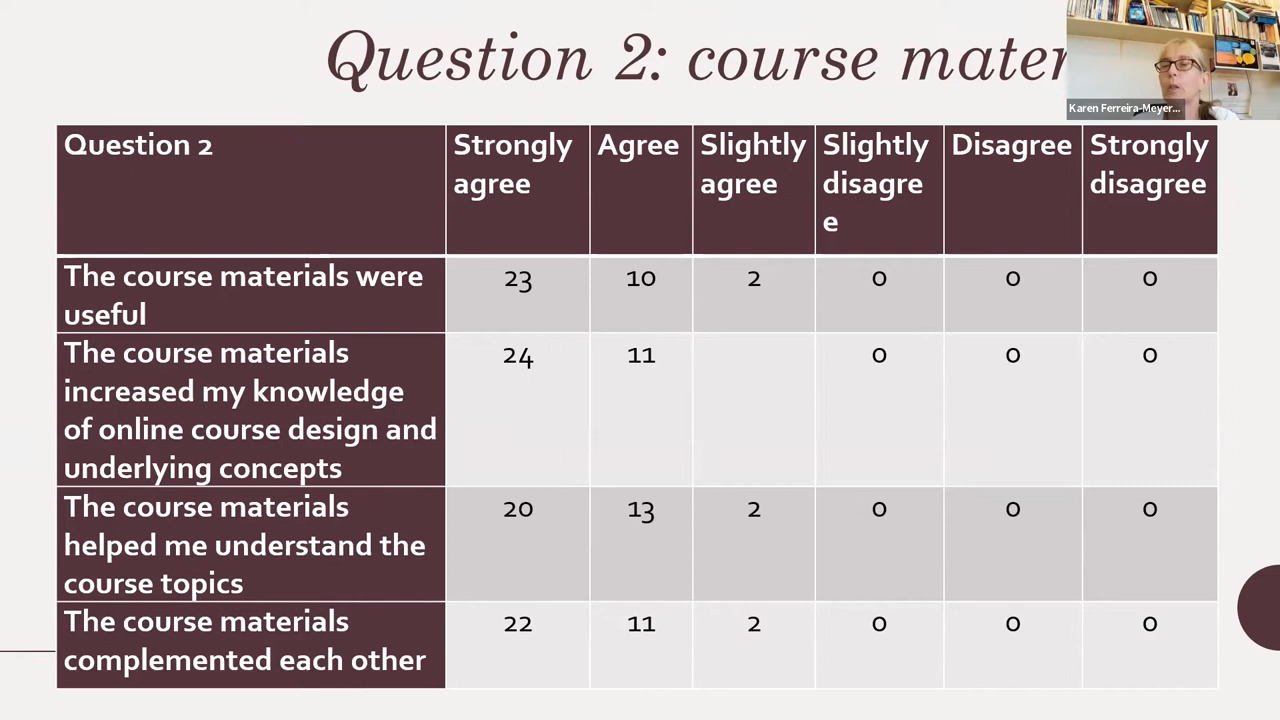 Question 2: course mater
Karen Ferreira-Meyer...
Question 2
Strongly agree
Agree
Slightly agree
Slightly disagre
e
Disagree
Strongly disagree
The course materials were
useful
23 10 2 0 0 0
The course materials
increased my knowledge
of online course design and
underlying concepts
24 11 0 0 0
The course materials
helped me understand the
course topics
20 13 2 0 0 0
The course materials
complemented each other
22 11 2 0 0 0